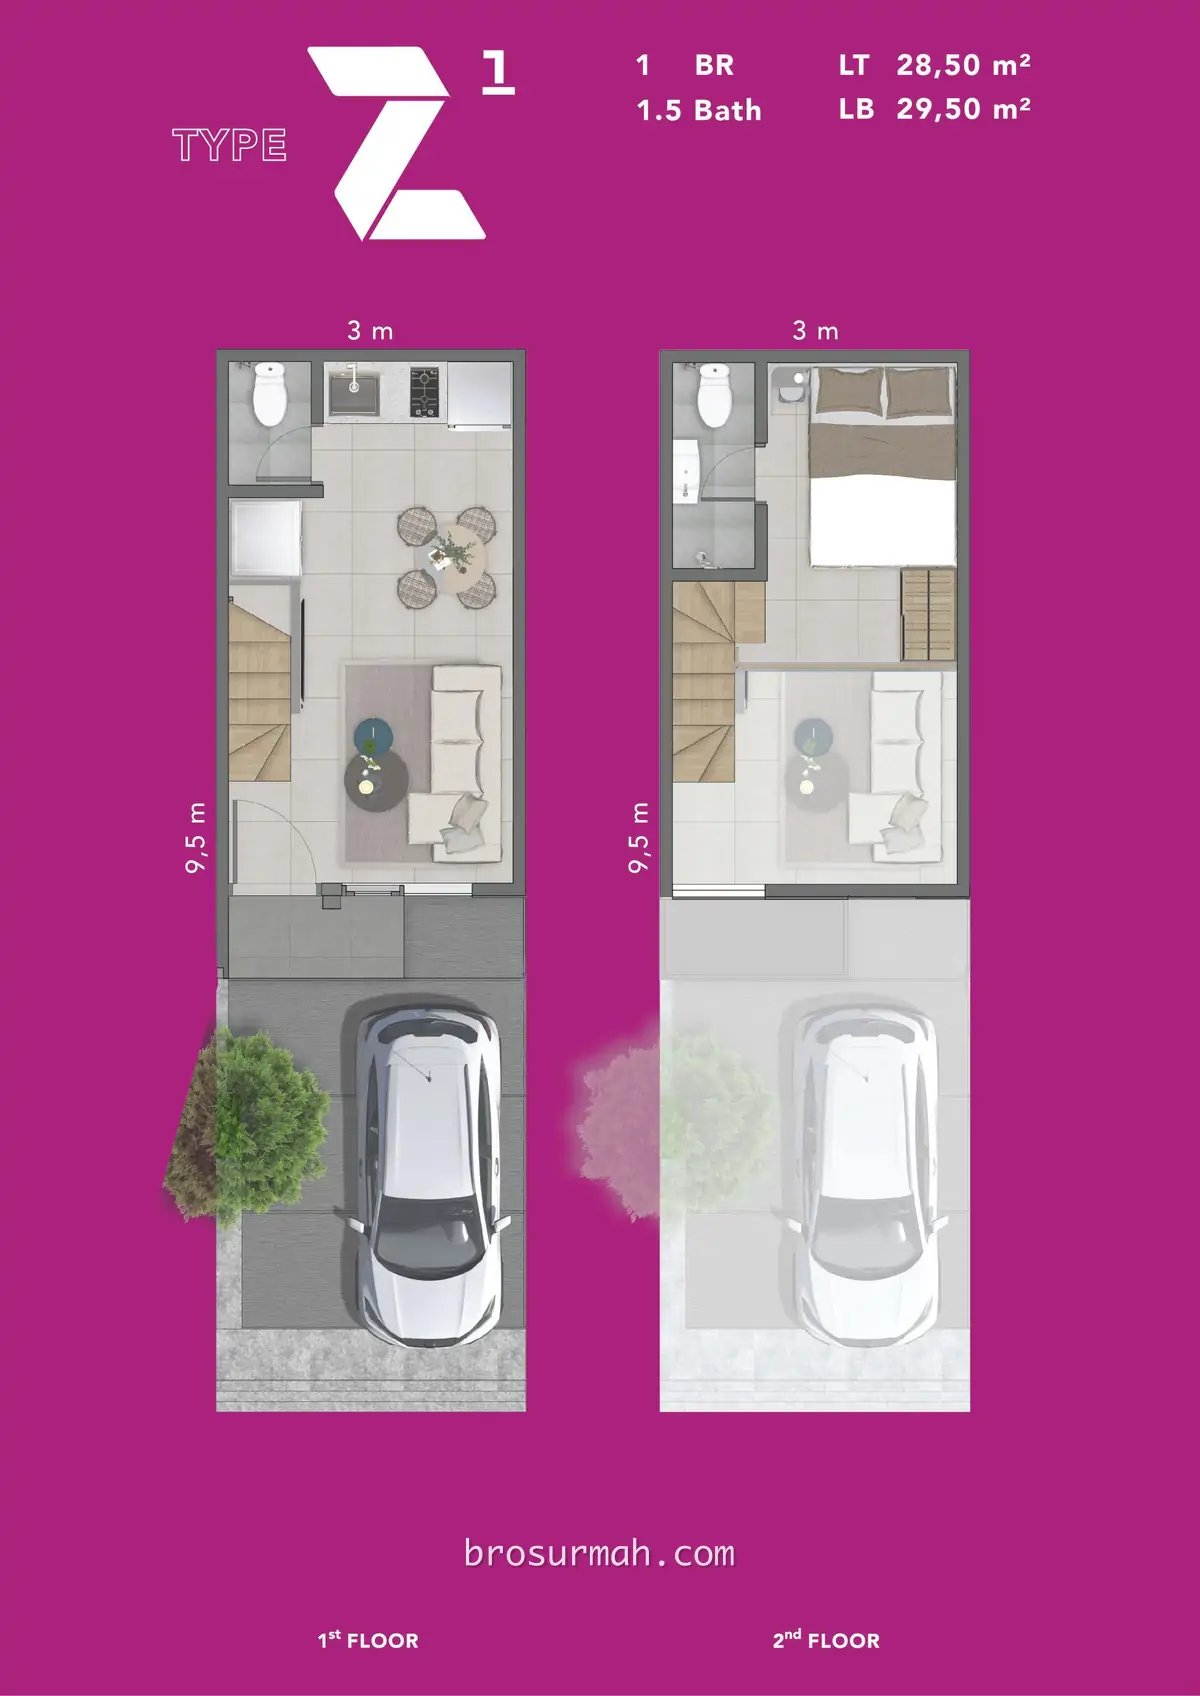 TYPE Z1
1 BR LT 28,50 m²
1.5 Bath LB 29,50 m²
3 m 3 m
9,5 m 9,5 m
brosurmah.com
1st FLOOR 2nd FLOOR